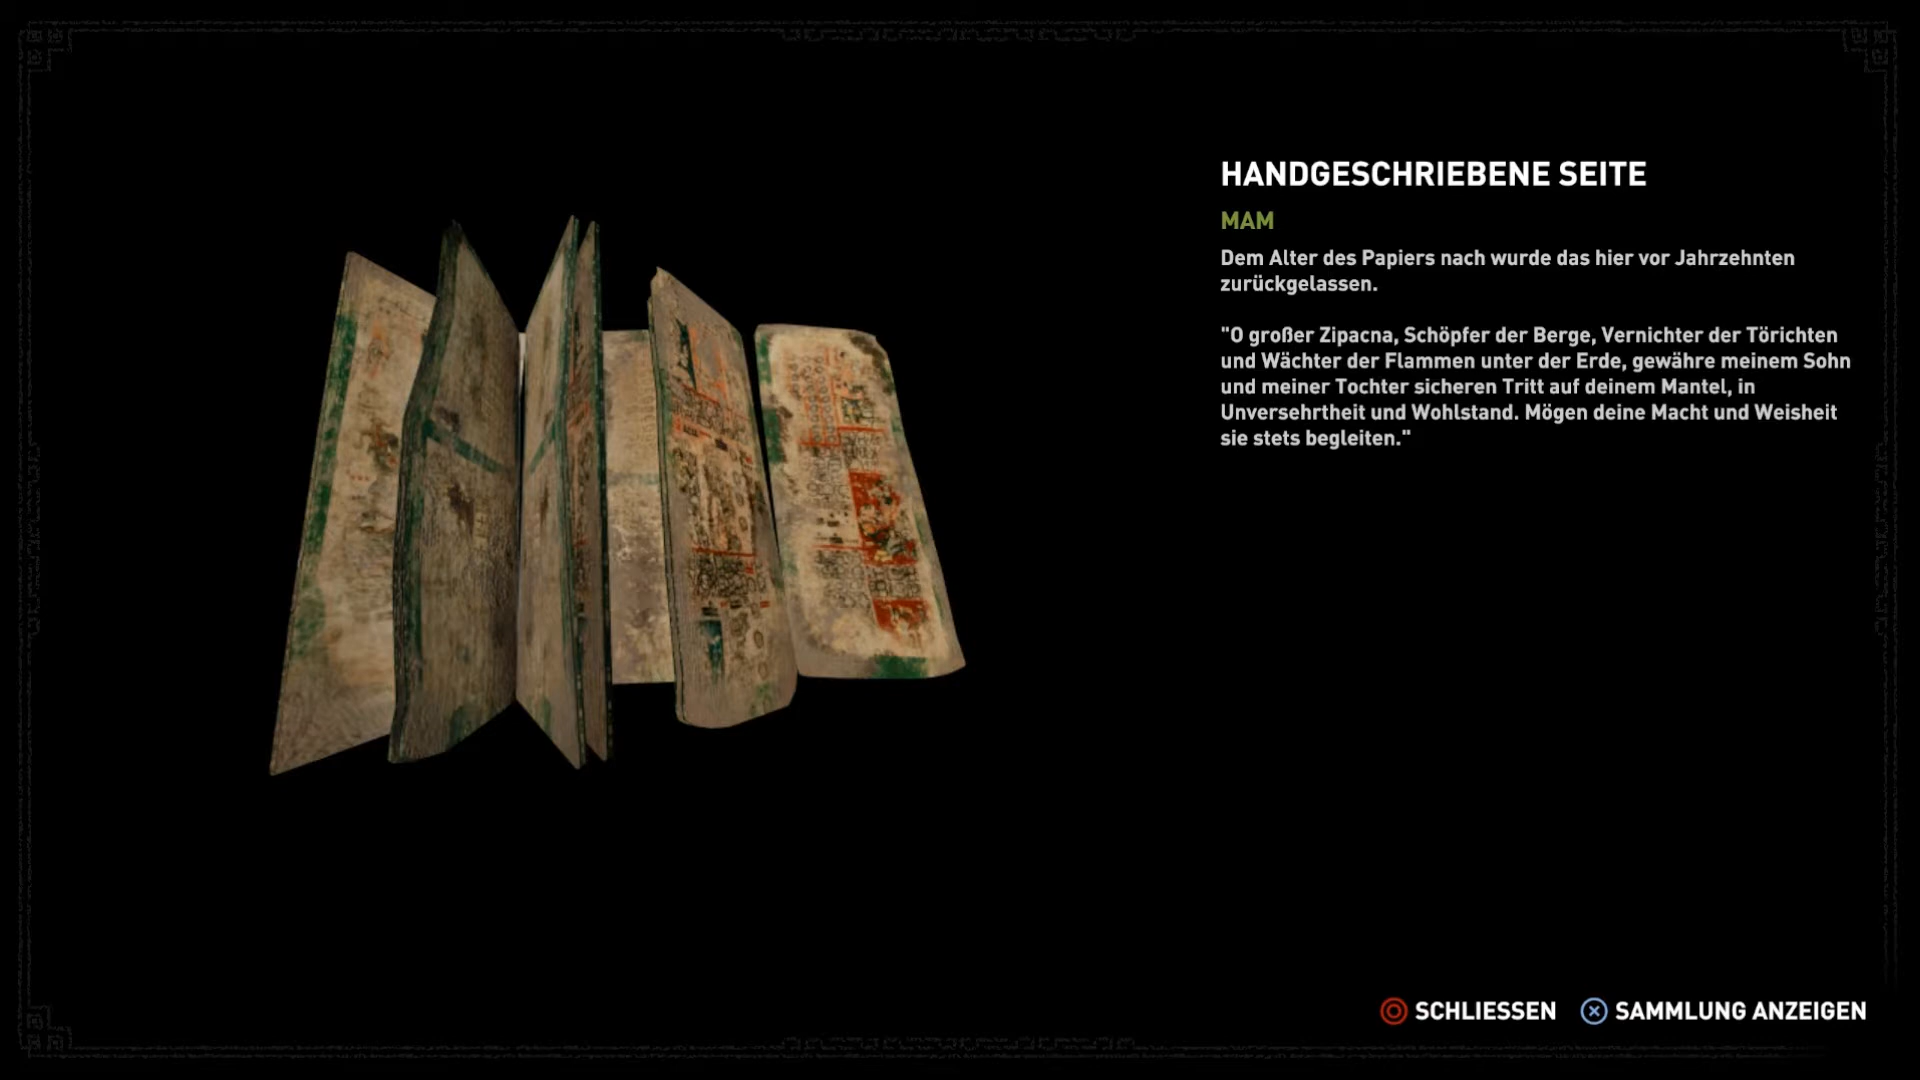 HANDGESCHRIEBENE SEITE
MAM
Dem Alter des Papiers nach wurde das hier vor Jahrzehnten
zurückgelassen.
"O großer Zipacna, Schöpfer der Berge, Vernichter der Törichten
und Wächter der Flammen unter der Erde, gewähre meinem Sohn
und meiner Tochter sicheren Tritt auf deinem Mantel, in
Unversehrtheit und Wohlstand. Mögen deine Macht und Weisheit
sie stets begleiten."
SCHLIESSEN
SAMMLUNG ANZEIGEN